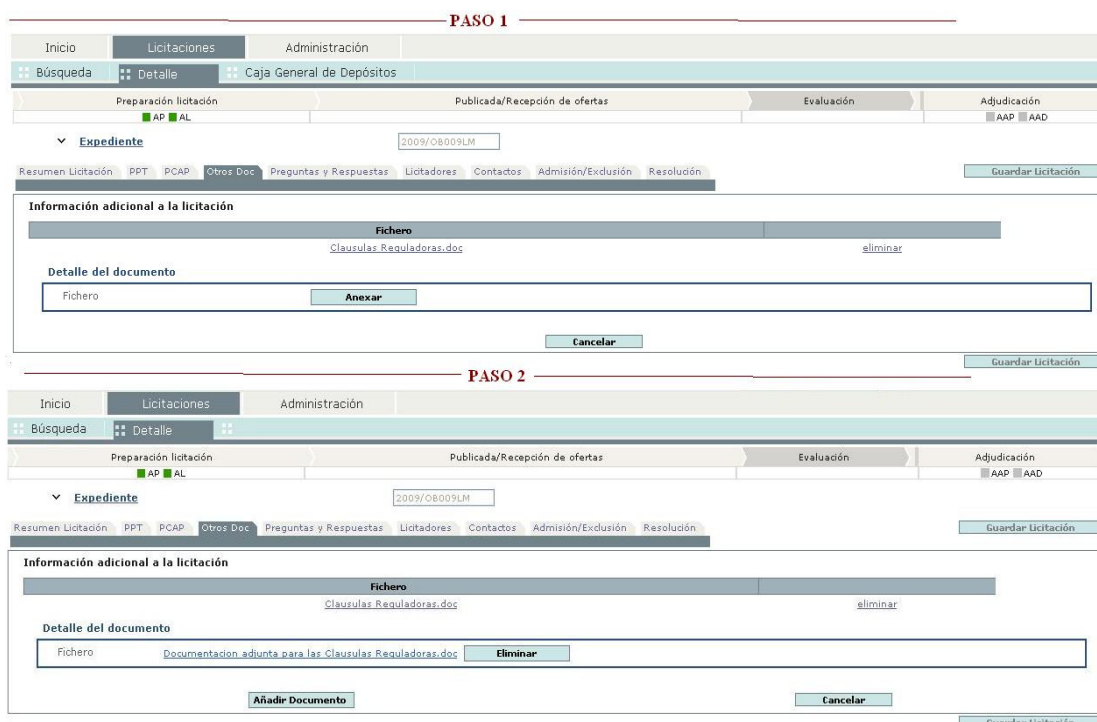 PASO 1
Inicio Licitaciones Administración
Búsqueda Detalle Caja General de Depósitos
Preparación licitación Publicada/Recepción de ofertas Evaluación Adjudicación
AP AL AAP AAD
Expediente 2009/OB009LM
Resumen Licitación PPT PCAP Otros Doc Preguntas y Respuestas Licitadores Contactos Admisión/Exclusión Resolución Guardar Licitación
Información adicional a la licitación
Fichero
Clausulas Reguladoras.doc eliminar
Detalle del documento
Fichero Anexar
Cancelar
Guardar Licitación
PASO 2
Inicio Licitaciones Administración
Búsqueda Detalle
Preparación licitación Publicada/Recepción de ofertas Evaluación Adjudicación
AP AL AAP AAD
Expediente 2009/OB009LM
Resumen Licitación PPT PCAP Otros Doc Preguntas y Respuestas Licitadores Contactos Admisión/Exclusión Resolución Guardar Licitación
Información adicional a la licitación
Fichero
Clausulas Reguladoras.doc eliminar
Detalle del documento
Fichero Documentacion adjunta para las Clausulas Reguladoras.doc Eliminar
Añadir Documento Cancelar
Guardar Licitación